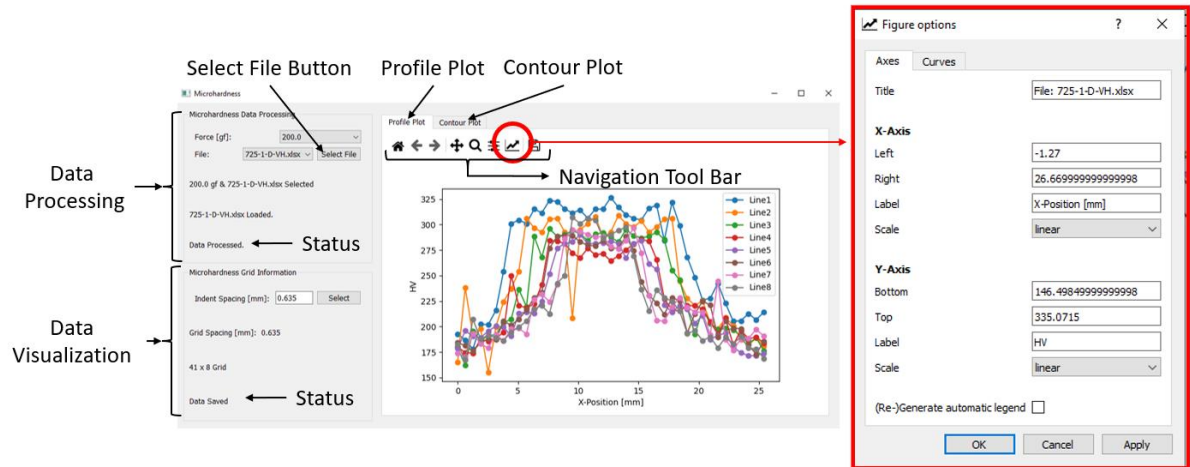 Select File Button
Profile Plot
Contour Plot
Microhardness
Microhardness Data Processing
Force [gf]:
200.0
File:
725-1-D-VH.xlsx
Select File
200.0 gf & 725-1-D-VH.xlsx Selected
725-1-D-VH.xlsx Loaded.
Data Processed.
Status
Data
Processing
Microhardness Grid Information
Indent Spacing [mm]:
0.635
Select
Grid Spacing [mm]: 0.635
41 x 8 Grid
Data Saved
Status
Data
Visualization
Profile Plot
Contour Plot
Navigation Tool Bar
325
300
275
250
225
200
175
150
HV
0
5
10
15
20
25
X-Position [mm]
Line1
Line2
Line3
Line4
Line5
Line6
Line7
Line8
Figure options
?
Axes
Curves
Title
File: 725-1-D-VH.xlsx
X-Axis
Left
-1.27
Right
26.669999999999998
Label
X-Position [mm]
Scale
linear
Y-Axis
Bottom
146.49849999999998
Top
335.0715
Label
HV
Scale
linear
(Re-)Generate automatic legend
OK
Cancel
Apply